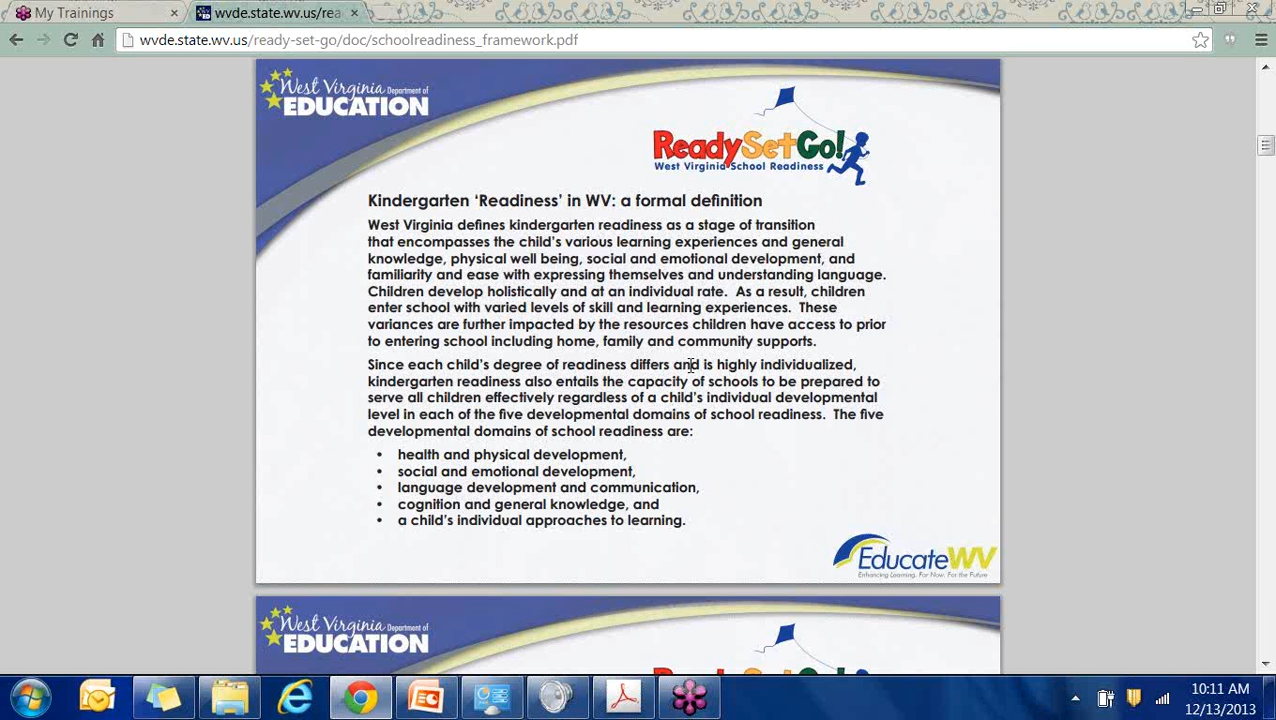 My Trainings
wvde.state.wv.us/rea
wvde.state.wv.us/ready-set-go/doc/schoolreadiness_framework.pdf
West Virginia Department of
EDUCATION
ReadySetGo!
West Virginia School Readiness
Kindergarten ‘Readiness’ in WV: a formal definition
West Virginia defines kindergarten readiness as a stage of transition
that encompasses the child’s various learning experiences and general
knowledge, physical well being, social and emotional development, and
familiarity and ease with expressing themselves and understanding language.
Children develop holistically and at an individual rate.  As a result, children
enter school with varied levels of skill and learning experiences.  These
variances are further impacted by the resources children have access to prior
to entering school including home, family and community supports.
Since each child’s degree of readiness differs and is highly individualized,
kindergarten readiness also entails the capacity of schools to be prepared to
serve all children effectively regardless of a child’s individual developmental
level in each of the five developmental domains of school readiness.  The five
developmental domains of school readiness are:
• health and physical development,
• social and emotional development,
• language development and communication,
• cognition and general knowledge, and
• a child’s individual approaches to learning.
EducateWV
Enhancing Learning. For Now. For the Future
West Virginia Department of
EDUCATION
ReadySetGo!
10:11 AM
12/13/2013